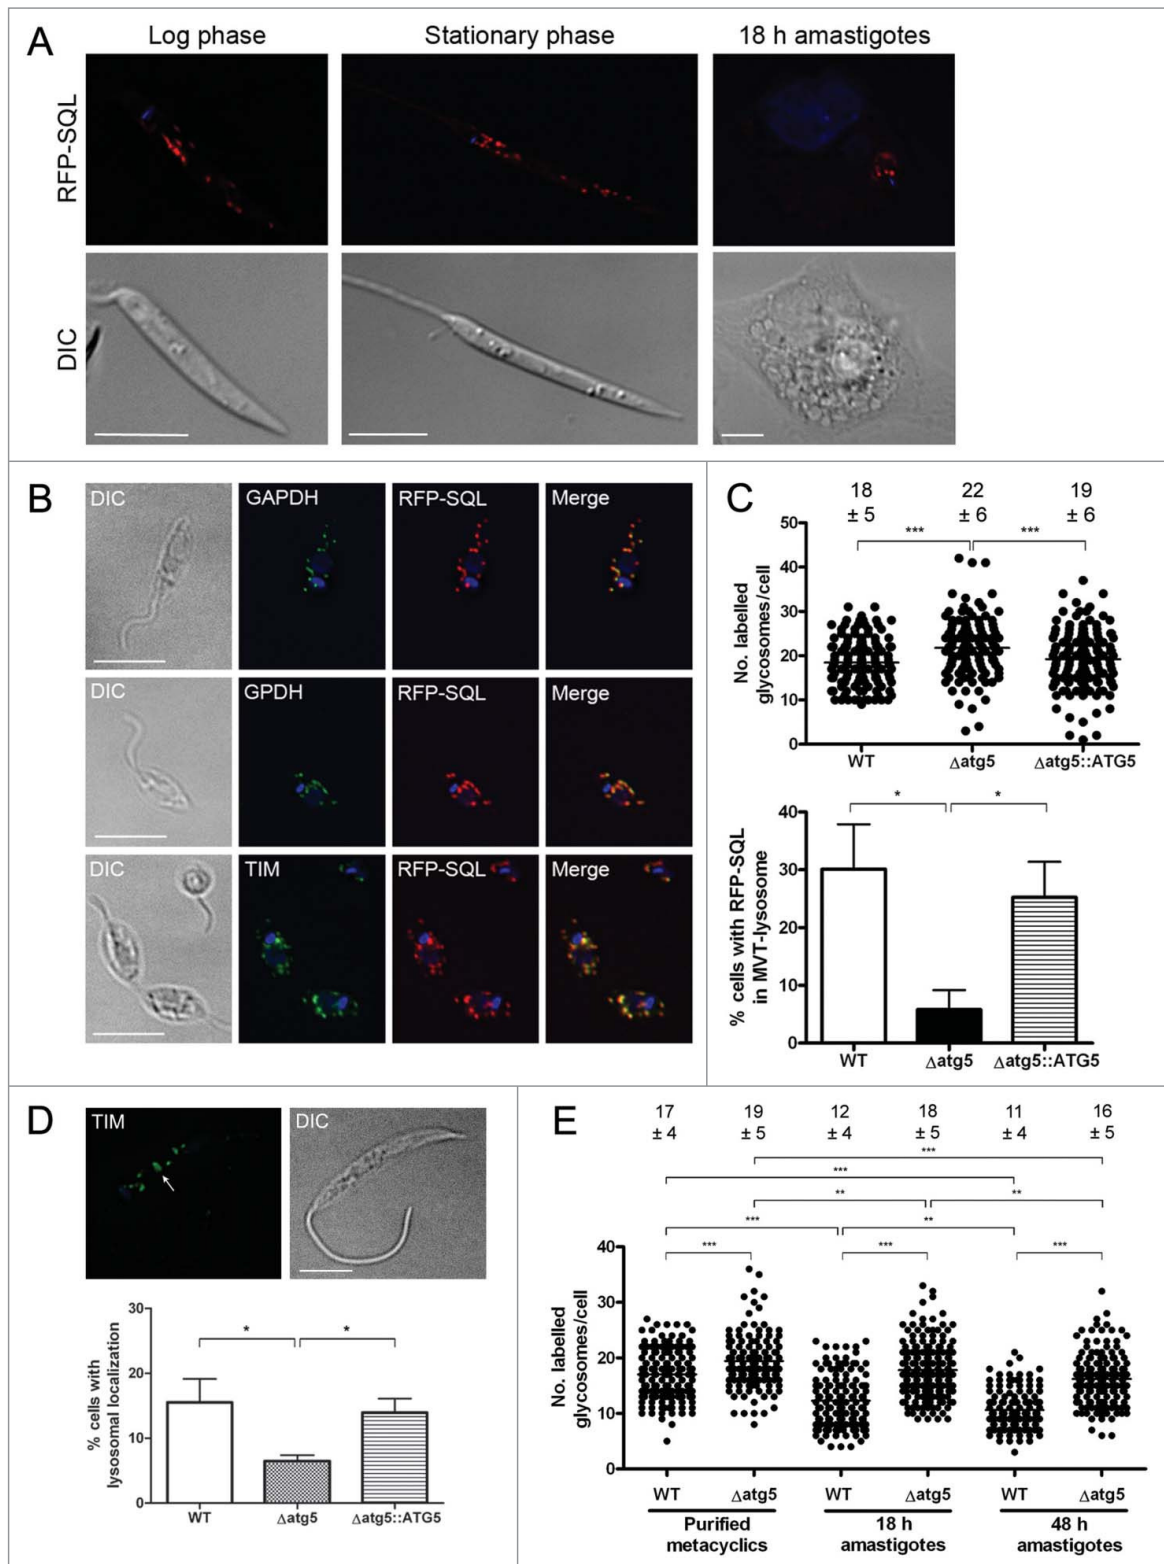 A
Log phase
Stationary phase
18 h amastigotes
RFP-SQL
DIC
B
DIC
GAPDH
RFP-SQL
Merge
DIC
GPDH
RFP-SQL
Merge
DIC
TIM
RFP-SQL
Merge
C
18 22 19
± 5 ± 6 ± 6
*** ***
No. labelled
glycosomes/cell
50
40
30
20
10
0
WT Δatg5 Δatg5::ATG5
* *
% cells with RFP-SQL
in MVT-lysosome
40
30
20
10
0
WT Δatg5 Δatg5::ATG5
D
TIM
DIC
* *
% cells with
lysosomal localization
30
20
10
0
WT Δatg5 Δatg5::ATG5
E
17 19 12 18 11 16
± 4 ± 5 ± 4 ± 5 ± 4 ± 5
***
***
** **
*** **
*** *** ***
No. labelled
glycosomes/cell
40
30
20
10
0
WT Δatg5 WT Δatg5 WT Δatg5
Purified 18 h 48 h
metacyclics amastigotes amastigotes